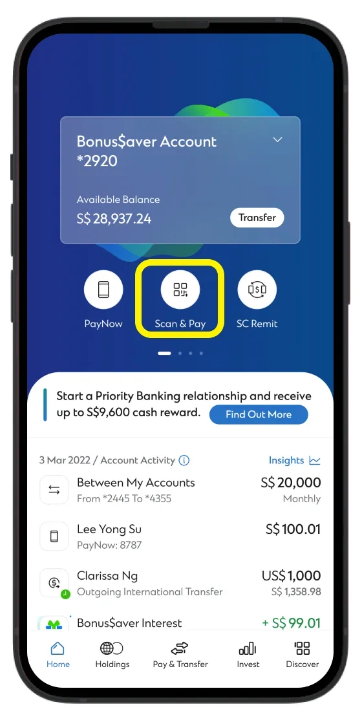 Bonus$aver Account
*2920
Available Balance
S$ 28,937.24
Transfer
PayNow
Scan & Pay
SC Remit
Start a Priority Banking relationship and receive
up to S$9,600 cash reward.
Find Out More
3 Mar 2022 / Account Activity
Insights
Between My Accounts
S$ 20,000
From *2445 To *4355
Monthly
Lee Yong Su
S$ 100.01
PayNow: 8787
Clarissa Ng
US$ 1,000
Outgoing International Transfer
S$ 1,358.98
Bonus$aver Interest
+ S$ 99.01
Home
Holdings
Pay & Transfer
Invest
Discover